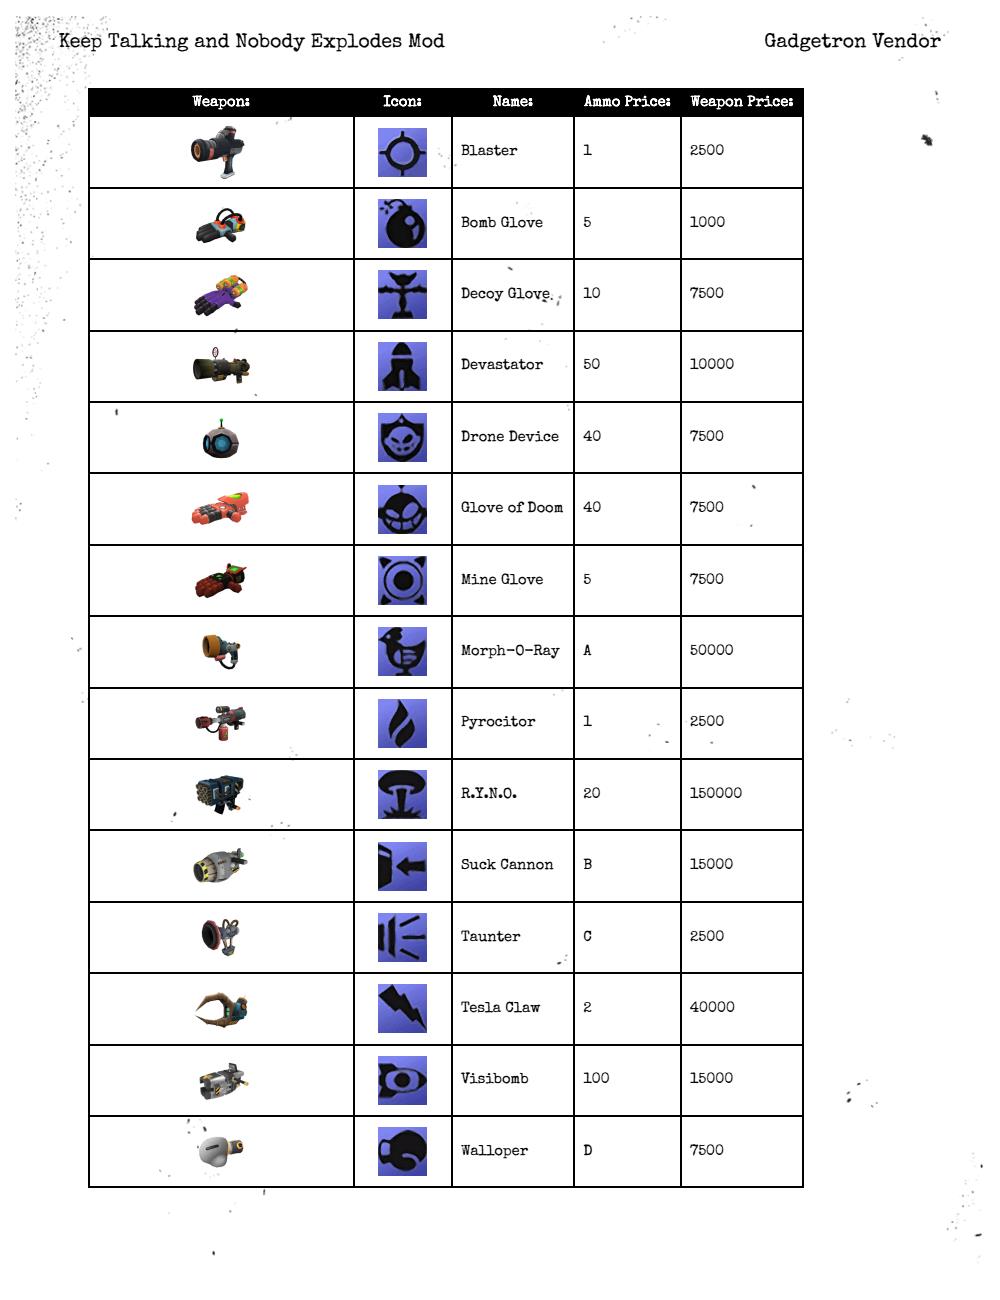 Keep Talking and Nobody Explodes Mod Gadgetron Vendor
Weapon: Icon: Name: Ammo Price: Weapon Price:
Blaster 1 2500
Bomb Glove 5 1000
Decoy Glove 10 7500
Devastator 50 10000
Drone Device 40 7500
Glove of Doom 40 7500
Mine Glove 5 7500
Morph-O-Ray A 50000
Pyrocitor 1 2500
R.Y.N.O. 20 150000
Suck Cannon B 15000
Taunter C 2500
Tesla Claw 2 40000
Visibomb 100 15000
Walloper D 7500